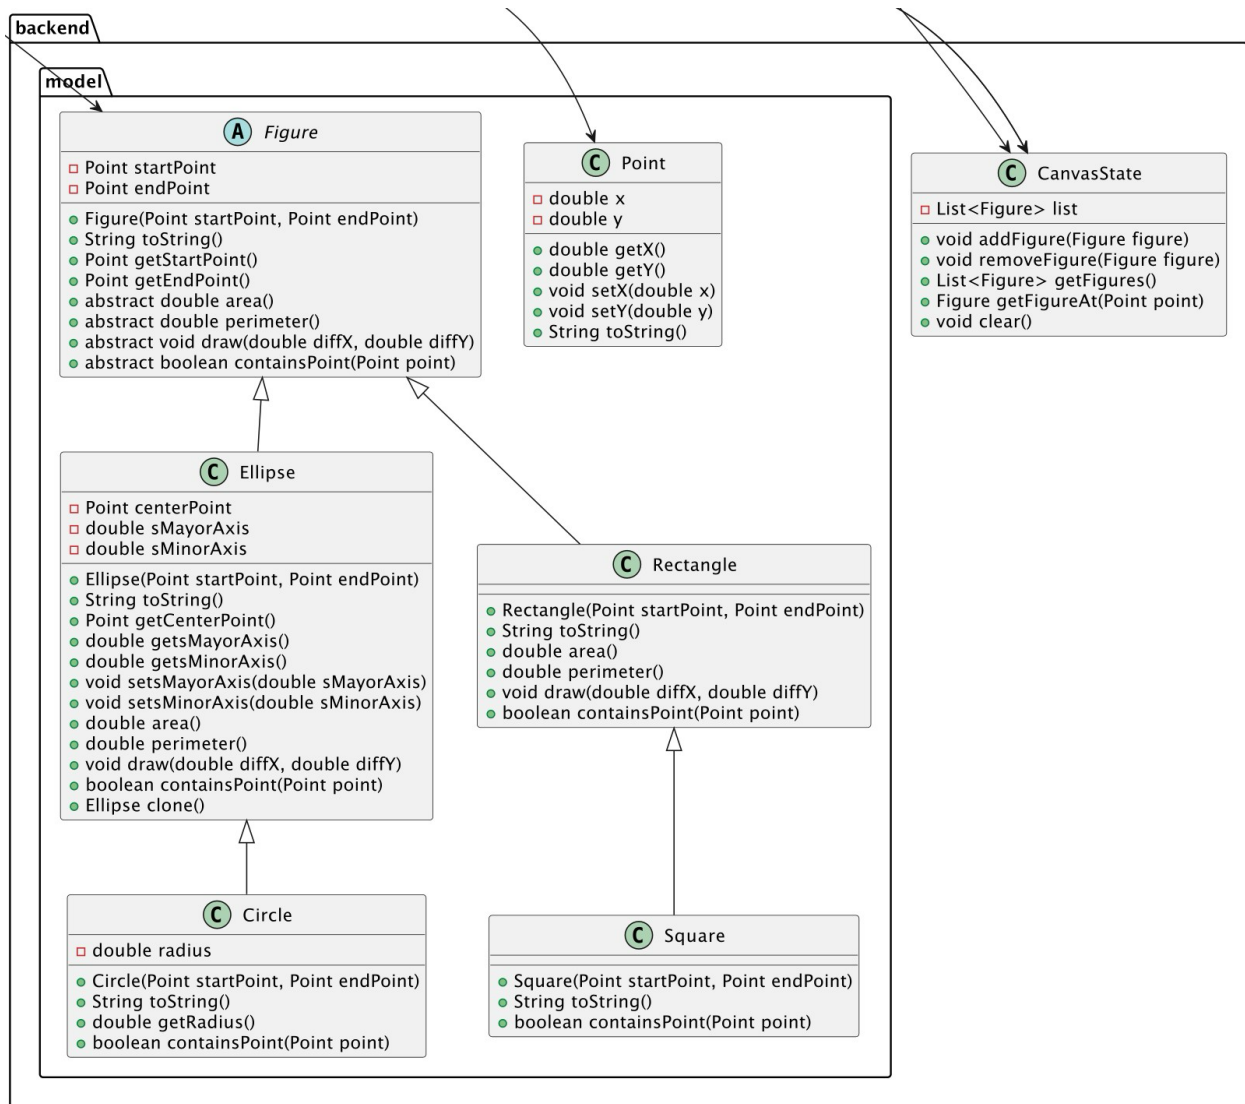 backend
model
A Figure
Point startPoint
Point endPoint
Figure(Point startPoint, Point endPoint)
String toString()
Point getStartPoint()
Point getEndPoint()
abstract double area()
abstract double perimeter()
abstract void draw(double diffX, double diffY)
abstract boolean containsPoint(Point point)
C Point
double x
double y
double getX()
double getY()
void setX(double x)
void setY(double y)
String toString()
C CanvasState
List<Figure> list
void addFigure(Figure figure)
void removeFigure(Figure figure)
List<Figure> getFigures()
Figure getFigureAt(Point point)
void clear()
C Ellipse
Point centerPoint
double sMayorAxis
double sMinorAxis
Ellipse(Point startPoint, Point endPoint)
String toString()
Point getCenterPoint()
double getsMayorAxis()
double getsMinorAxis()
void setsMayorAxis(double sMayorAxis)
void setsMinorAxis(double sMinorAxis)
double area()
double perimeter()
void draw(double diffX, double diffY)
boolean containsPoint(Point point)
Ellipse clone()
C Rectangle
Rectangle(Point startPoint, Point endPoint)
String toString()
double area()
double perimeter()
void draw(double diffX, double diffY)
boolean containsPoint(Point point)
C Circle
double radius
Circle(Point startPoint, Point endPoint)
String toString()
double getRadius()
boolean containsPoint(Point point)
C Square
Square(Point startPoint, Point endPoint)
String toString()
boolean containsPoint(Point point)